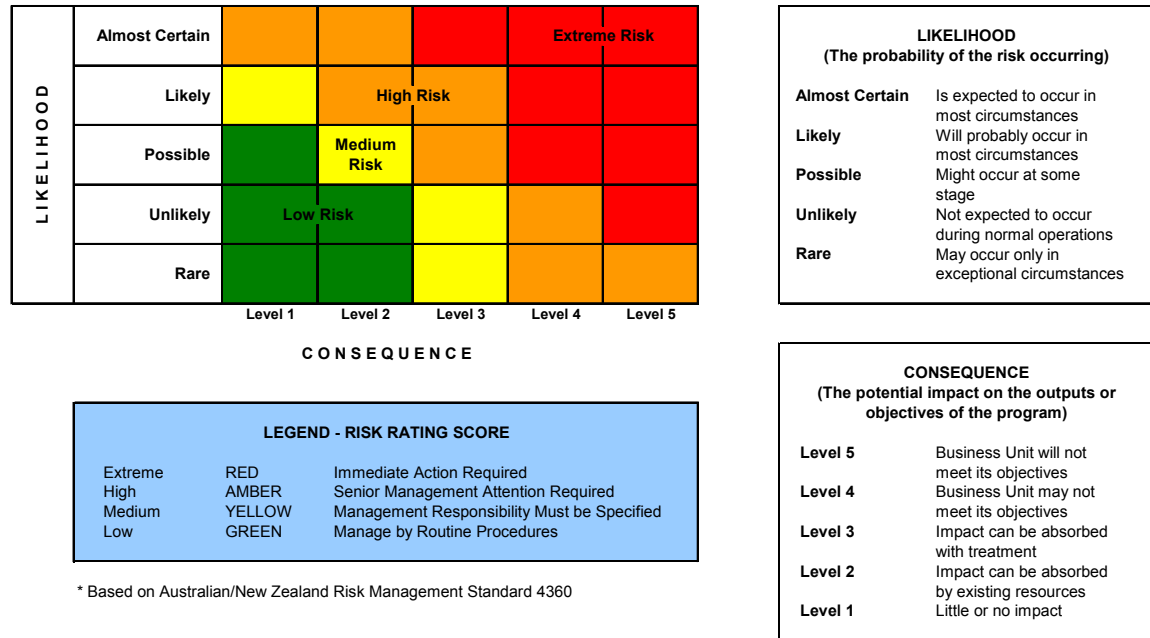 LIKELIHOOD
Almost Certain
Extreme Risk
Likely
High Risk
Possible
Medium
Risk
Unlikely
Low Risk
Rare
Level 1 Level 2 Level 3 Level 4 Level 5
CONSEQUENCE
LEGEND - RISK RATING SCORE
Extreme RED Immediate Action Required
High AMBER Senior Management Attention Required
Medium YELLOW Management Responsibility Must be Specified
Low GREEN Manage by Routine Procedures
* Based on Australian/New Zealand Risk Management Standard 4360
LIKELIHOOD
(The probability of the risk occurring)
Almost Certain Is expected to occur in
most circumstances
Likely Will probably occur in
most circumstances
Possible Might occur at some
stage
Unlikely Not expected to occur
during normal operations
Rare May occur only in
exceptional circumstances
CONSEQUENCE
(The potential impact on the outputs or
objectives of the program)
Level 5 Business Unit will not
meet its objectives
Level 4 Business Unit may not
meet its objectives
Level 3 Impact can be absorbed
with treatment
Level 2 Impact can be absorbed
by existing resources
Level 1 Little or no impact